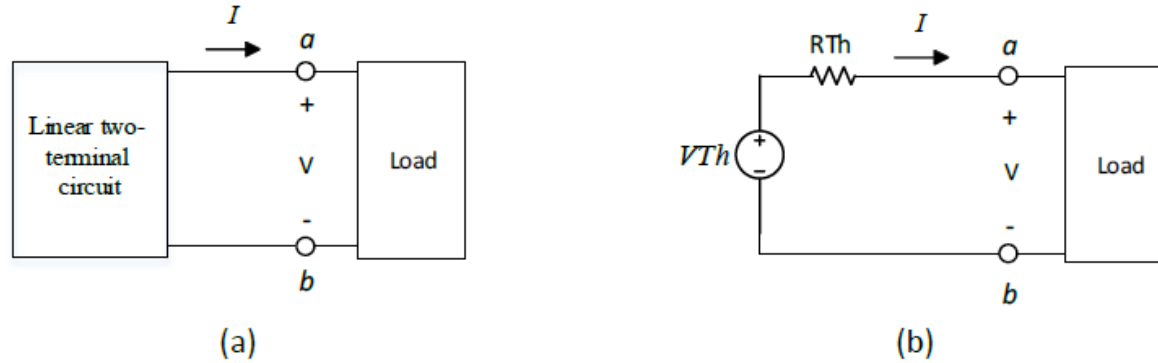 I
a
+
Linear two-
terminal
circuit
V
Load
-
b
(a)
RTh
I
a
+
VTh
+
-
V
Load
-
b
(b)